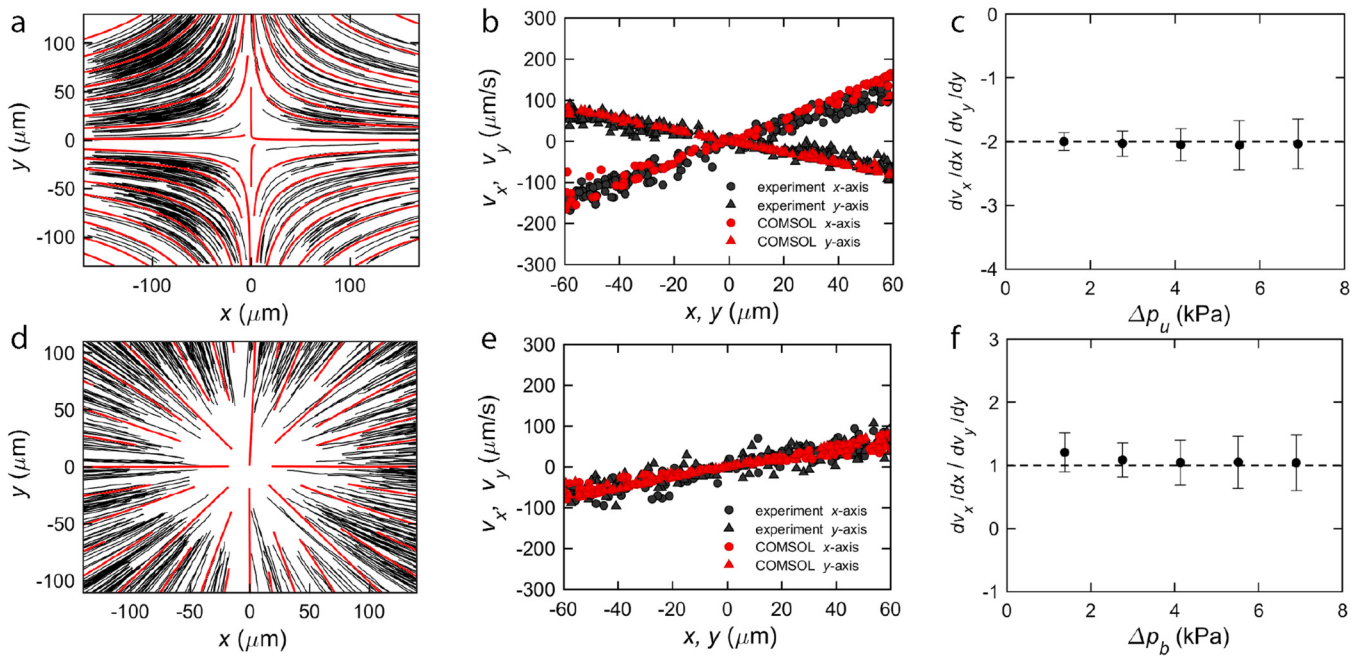 a
100
50
0
-50
-100
y (μm)
-100 0 100
x (μm)
b
300
200
100
0
-100
-200
-300
vx, vy (μm/s)
experiment x-axis
experiment y-axis
COMSOL x-axis
COMSOL y-axis
-60 -40 -20 0 20 40 60
x, y (μm)
c
0
-1
-2
-3
-4
dvx/dx / dvy/dy
0 2 4 6 8
Δpu (kPa)
d
100
50
0
-50
-100
y (μm)
-100 -50 0 50 100
x (μm)
e
300
200
100
0
-100
-200
-300
vx, vy (μm/s)
experiment x-axis
experiment y-axis
COMSOL x-axis
COMSOL y-axis
-60 -40 -20 0 20 40 60
x, y (μm)
f
3
2
1
0
-1
dvx/dx / dvy/dy
0 2 4 6 8
Δpb (kPa)